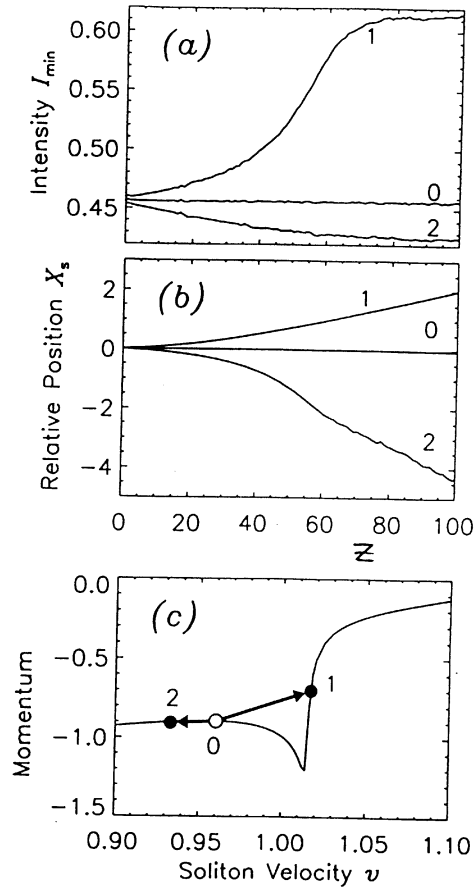 (a)
Intensity I_min
0.60
0.55
0.50
0.45
1
0
2
(b)
Relative Position X_s
2
0
−2
−4
1
0
2
0 20 40 60 80 100
Z
(c)
Momentum
0.0
−0.5
−1.0
−1.5
2
0
1
0.90 0.95 1.00 1.05 1.10
Soliton Velocity v